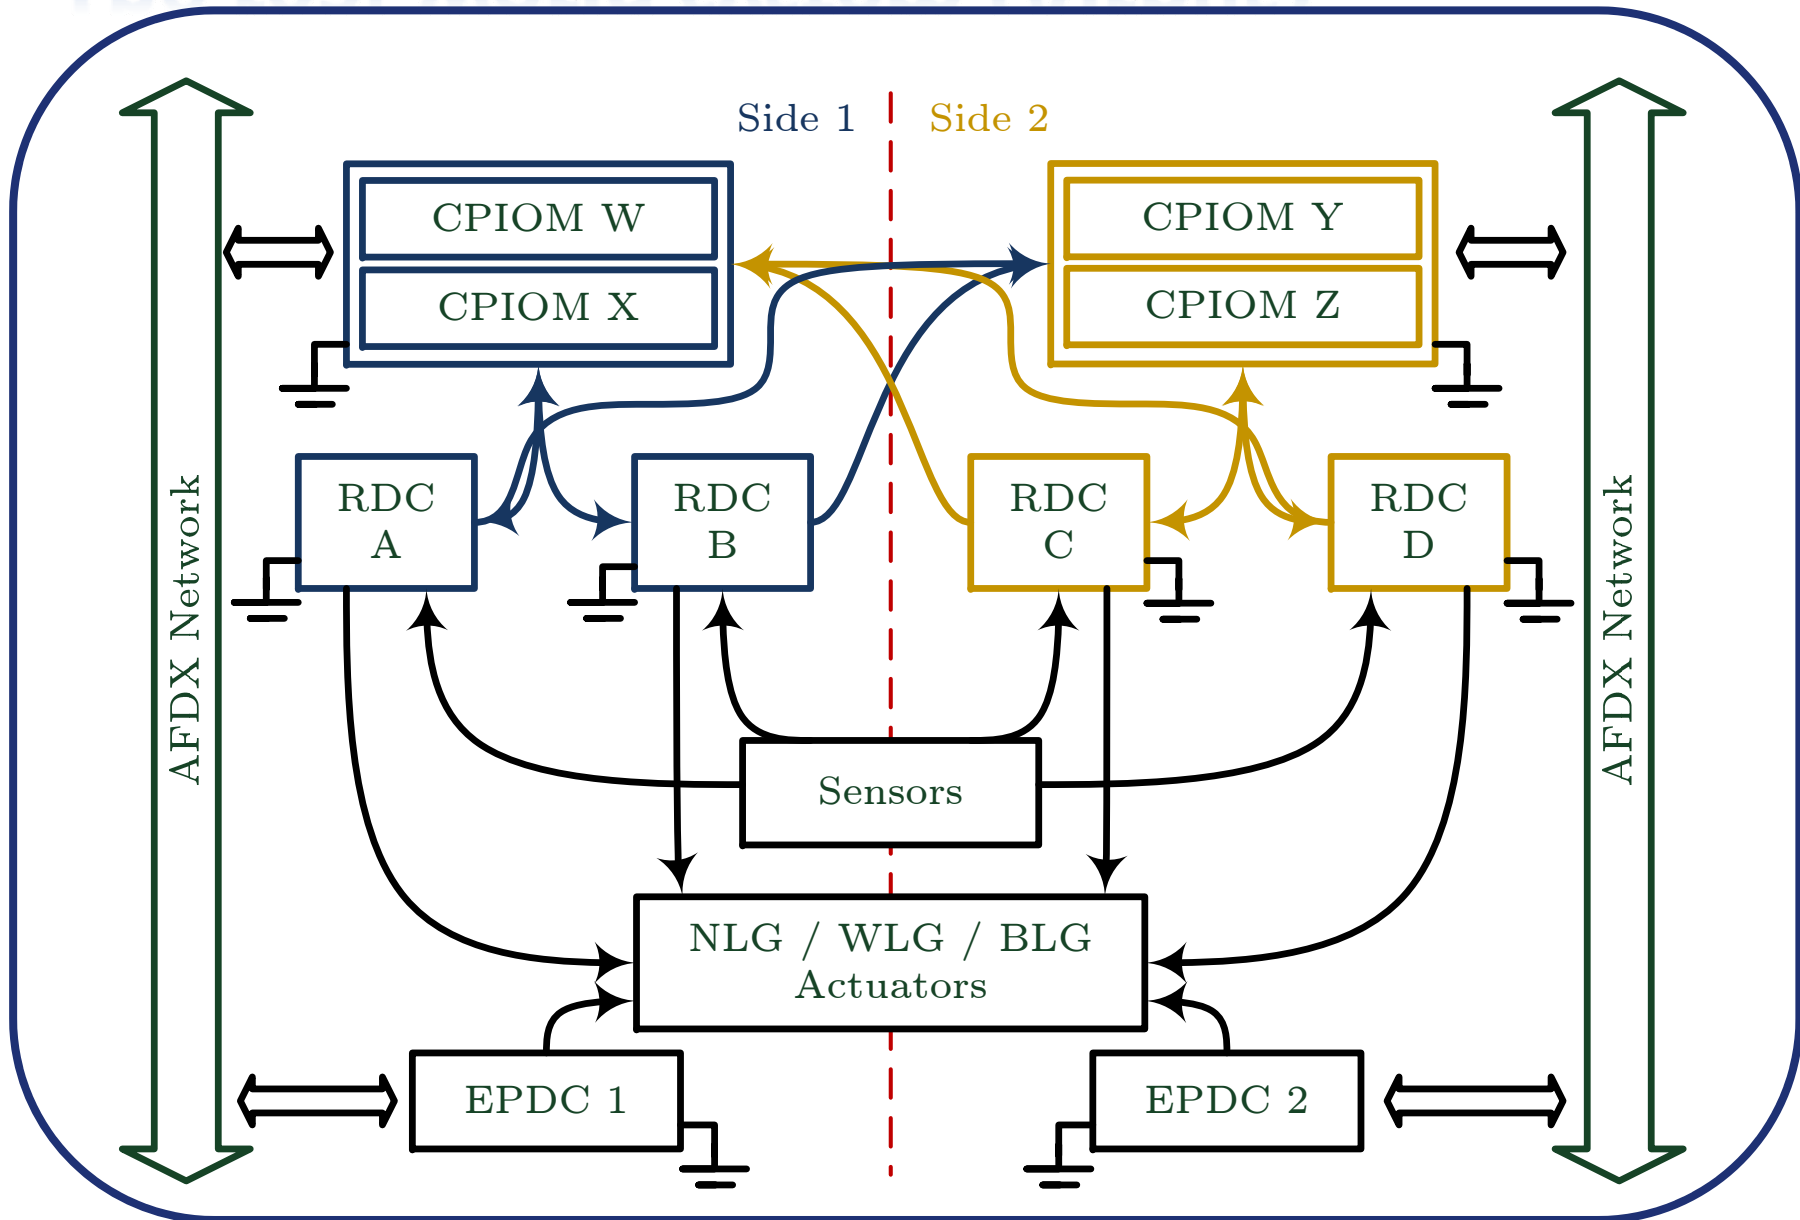 Side 1
Side 2
CPIOM W
CPIOM Y
CPIOM X
CPIOM Z
RDC
A
RDC
B
RDC
C
RDC
D
AFDX Network
AFDX Network
Sensors
NLG / WLG / BLG
Actuators
EPDC 1
EPDC 2